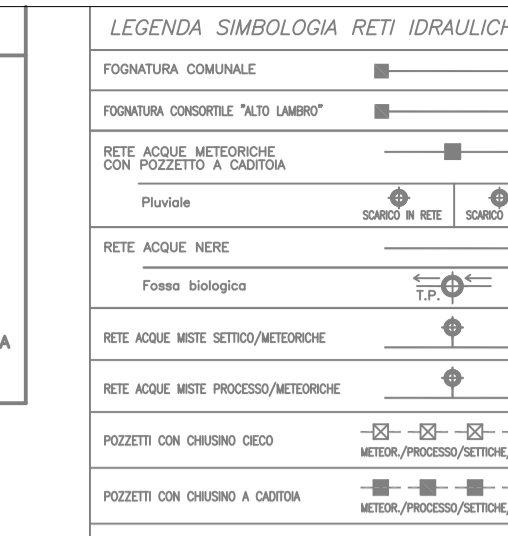 LEGENDA SIMBOLOGIA RETI IDRAULICH
FOGNATURA COMUNALE
FOGNATURA CONSORTILE "ALTO LAMBRO"
RETE ACQUE METEORICHE
CON POZZETTO A CADITOIA
Pluviale
SCARICO IN RETE SCARICO
RETE ACQUE NERE
Fossa biologica
T.P.
A
RETE ACQUE MISTE SETTICO/METEORICHE
RETE ACQUE MISTE PROCESSO/METEORICHE
POZZETTI CON CHIUSINO CIECO
METEOR./PROCESSO/SETTICHE,
POZZETTI CON CHIUSINO A CADITOIA
METEOR./PROCESSO/SETTICHE,